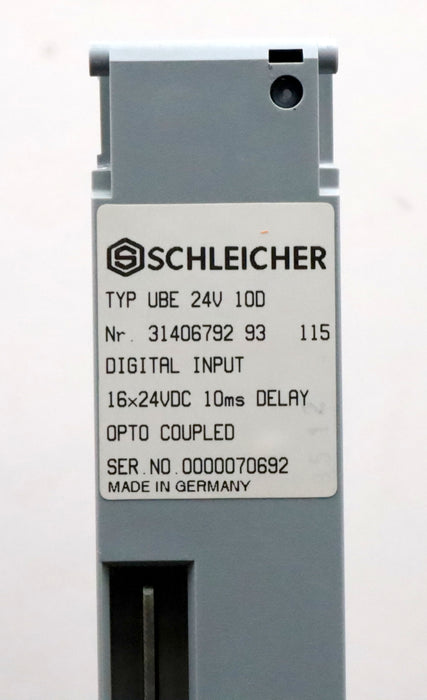 SCHLEICHER
TYP UBE 24V 10D
Nr. 31406792 93 115
DIGITAL INPUT
16x24VDC 10ms DELAY
OPTO COUPLED
SER.NO.0000070692
MADE IN GERMANY